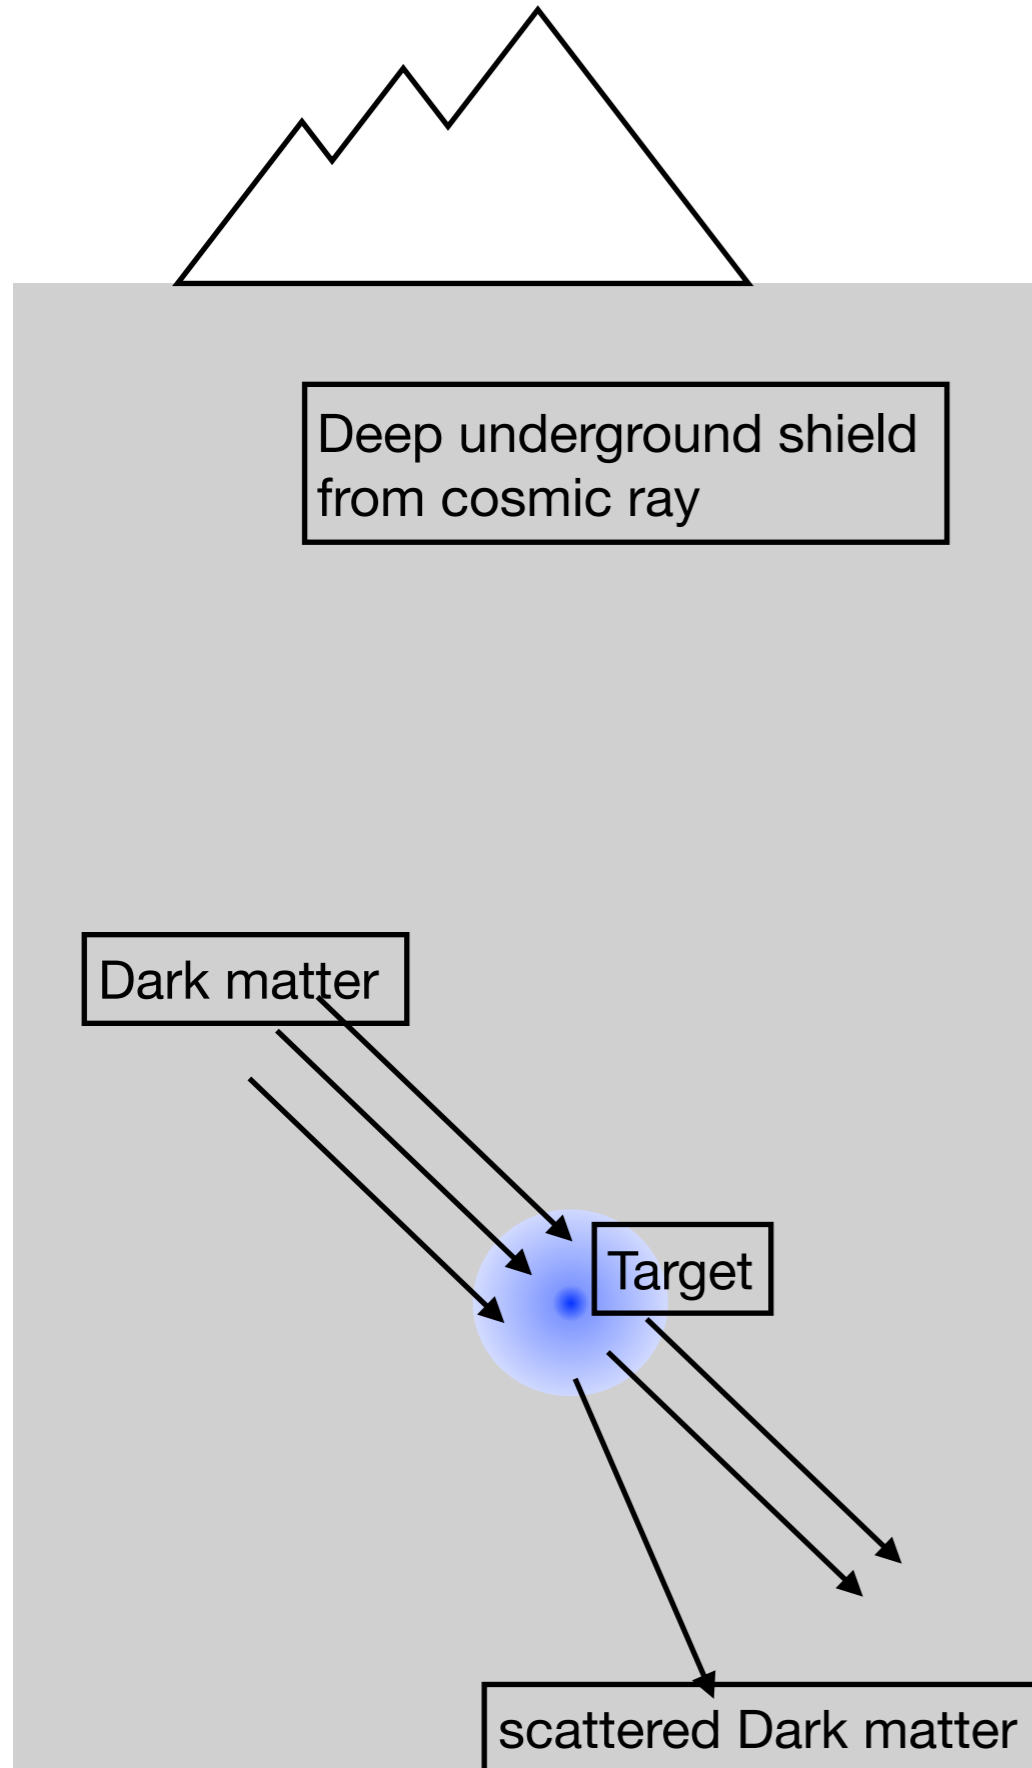 Deep underground shield
from cosmic ray
Dark matter
Target
scattered Dark matter